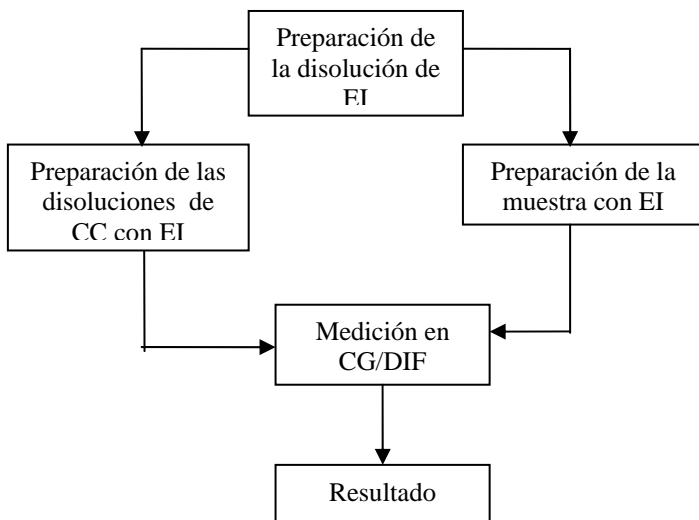 Preparación de
la disolución de
EI
Preparación de las
disoluciones de
CC con EI
Preparación de la
muestra con EI
Medición en
CG/DIF
Resultado